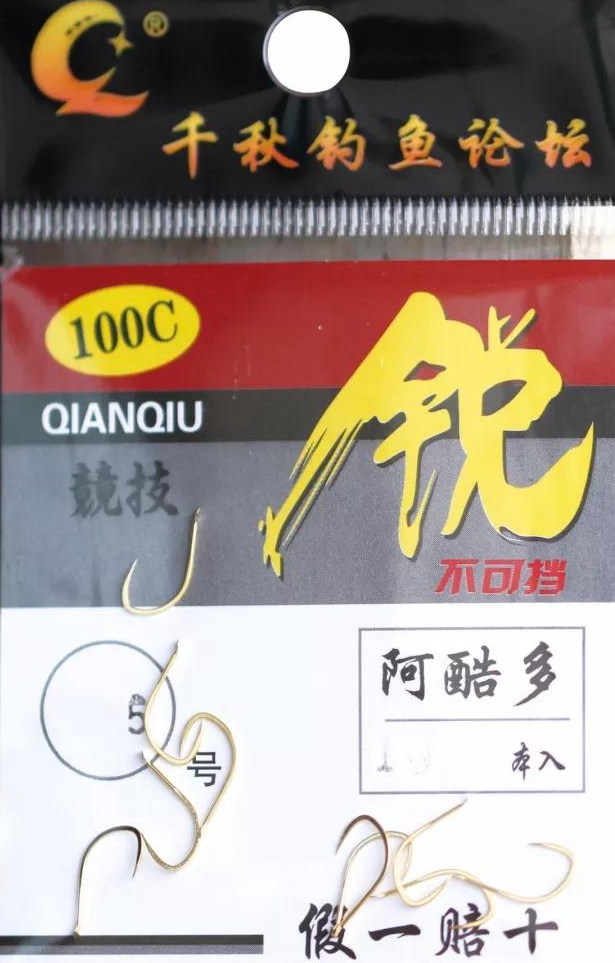 ®
千秋钓鱼论坛
100C
QIANQIU
锐
競技
不可挡
阿酷多
5
号
本入
假一赔十